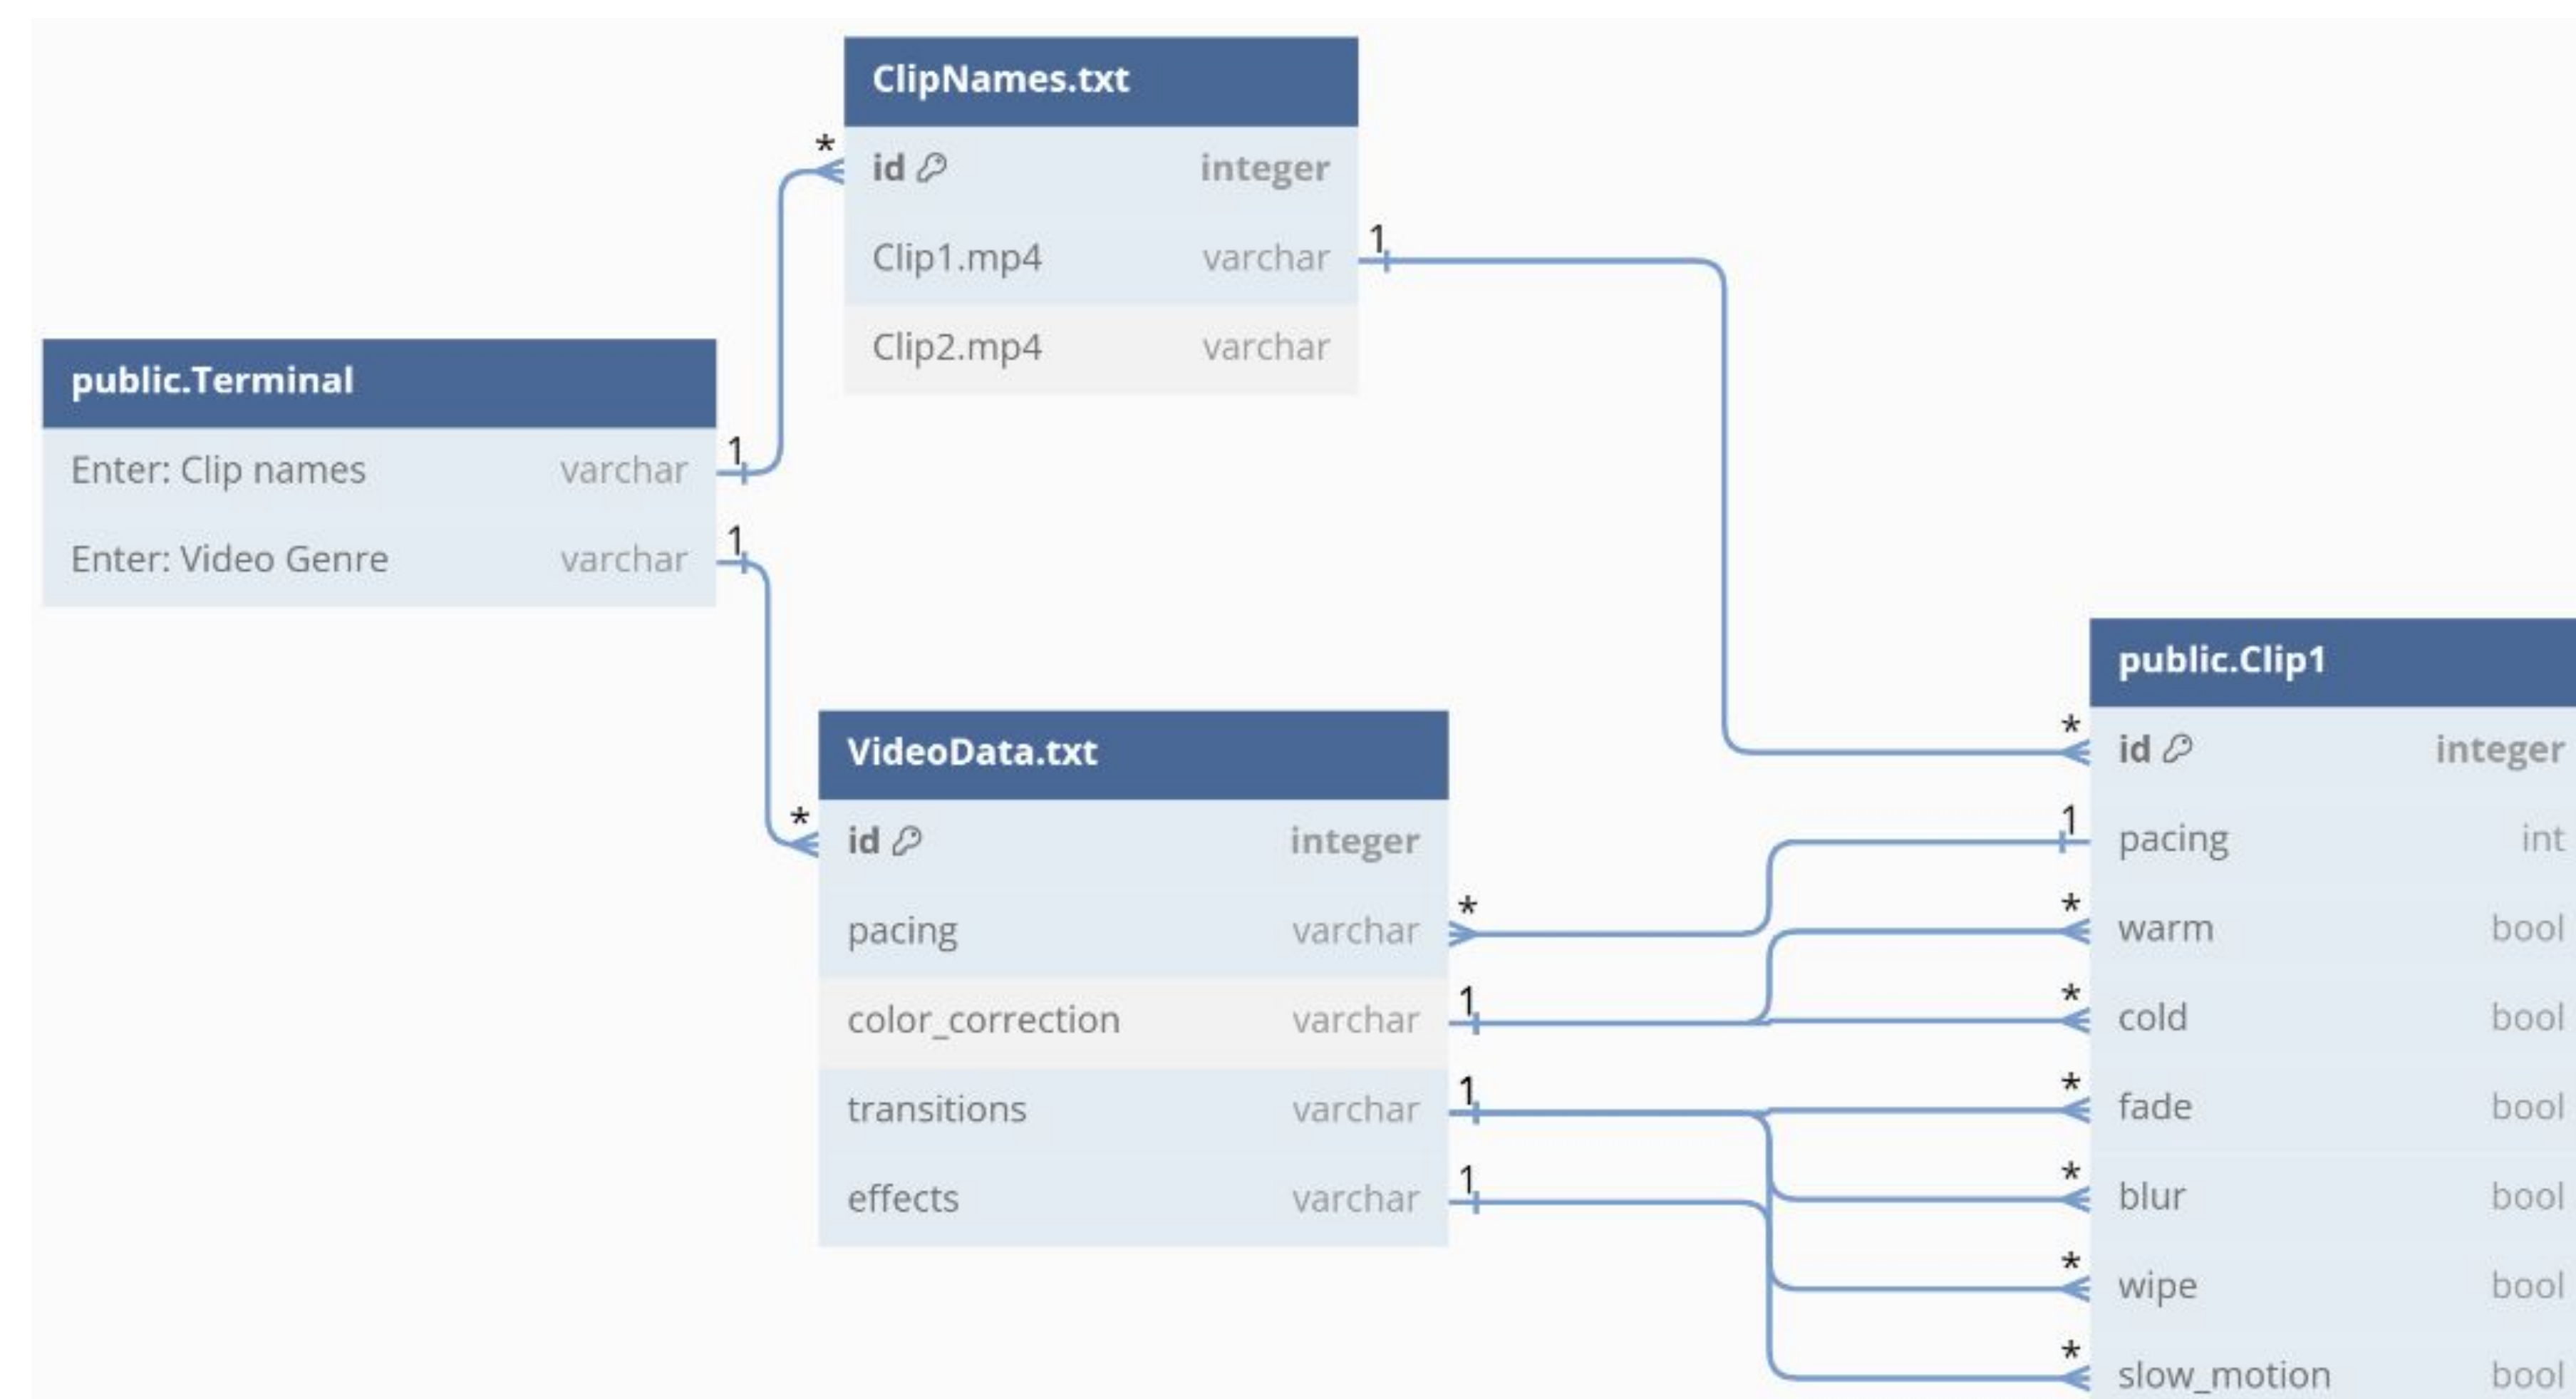 ClipNames.txt
* id integer
Clip1.mp4 varchar 1
Clip2.mp4 varchar
public.Terminal
Enter: Clip names varchar 1
Enter: Video Genre varchar 1
VideoData.txt
* id integer
pacing varchar *
color_correction varchar 1
transitions varchar 1
effects varchar 1
public.Clip1
* id integer
1 pacing int
* warm bool
* cold bool
* fade bool
* blur bool
* wipe bool
* slow_motion bool